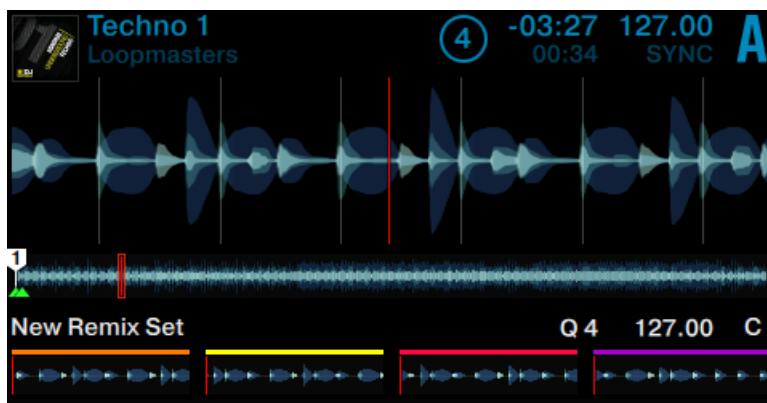 Techno 1
Loopmasters
4
-03:27
00:34
127.00
SYNC
A
1
New Remix Set
Q 4
127.00
C